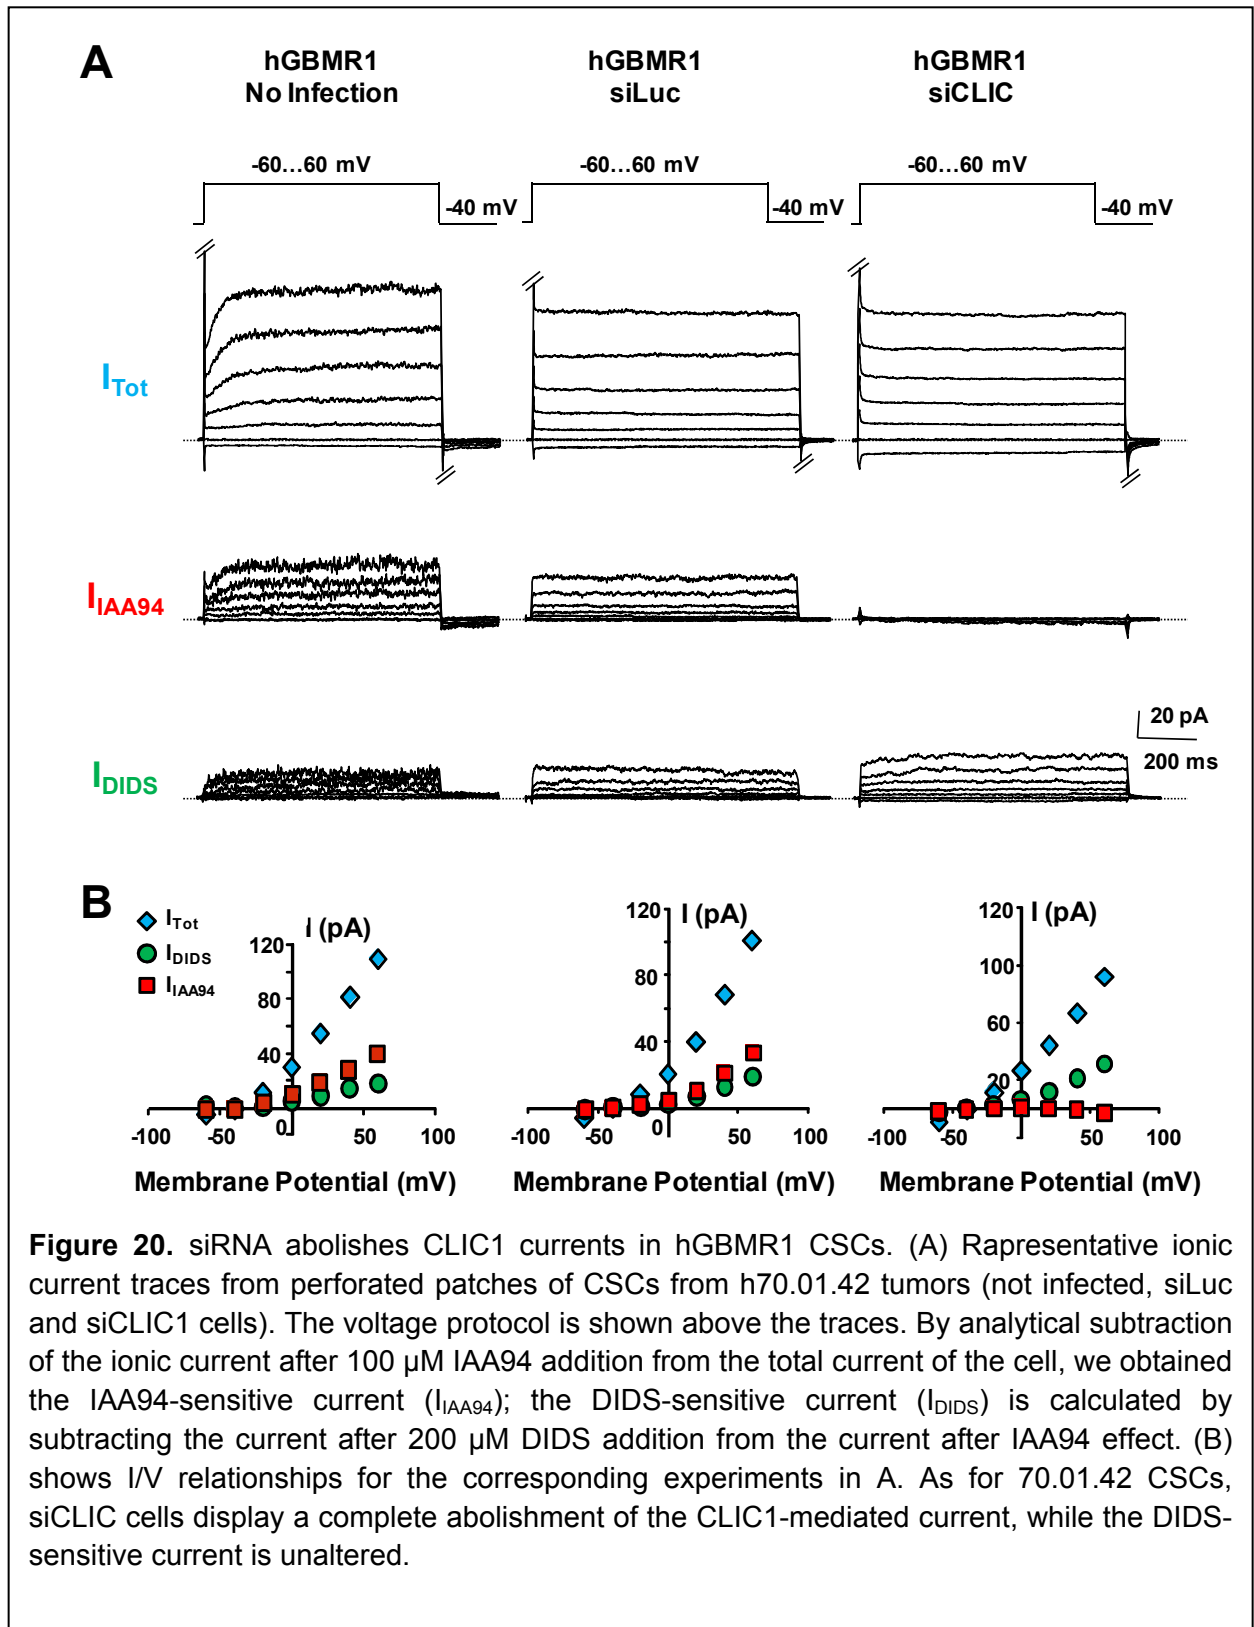 A
hGBMR1
No Infection
hGBMR1
siLuc
hGBMR1
siCLIC
-60...60 mV
-40 mV
-60...60 mV
-40 mV
-60...60 mV
-40 mV
ITot
IIAA94
20 pA
200 ms
IDIDS
B
ITot
IDIDS
IIAA94
I (pA)
120
80
40
0
-100
-50
50
100
Membrane Potential (mV)
I (pA)
120
80
40
0
-100
-50
50
100
Membrane Potential (mV)
I (pA)
120
100
60
20
-100
-50
50
100
Membrane Potential (mV)
Figure 20. siRNA abolishes CLIC1 currents in hGBMR1 CSCs. (A) Rapresentative ionic
current traces from perforated patches of CSCs from h70.01.42 tumors (not infected, siLuc
and siCLIC1 cells). The voltage protocol is shown above the traces. By analytical subtraction
of the ionic current after 100 µM IAA94 addition from the total current of the cell, we obtained
the IAA94-sensitive current (IIAA94); the DIDS-sensitive current (IDIDS) is calculated by
subtracting the current after 200 µM DIDS addition from the current after IAA94 effect. (B)
shows I/V relationships for the corresponding experiments in A. As for 70.01.42 CSCs,
siCLIC cells display a complete abolishment of the CLIC1-mediated current, while the DIDS-
sensitive current is unaltered.